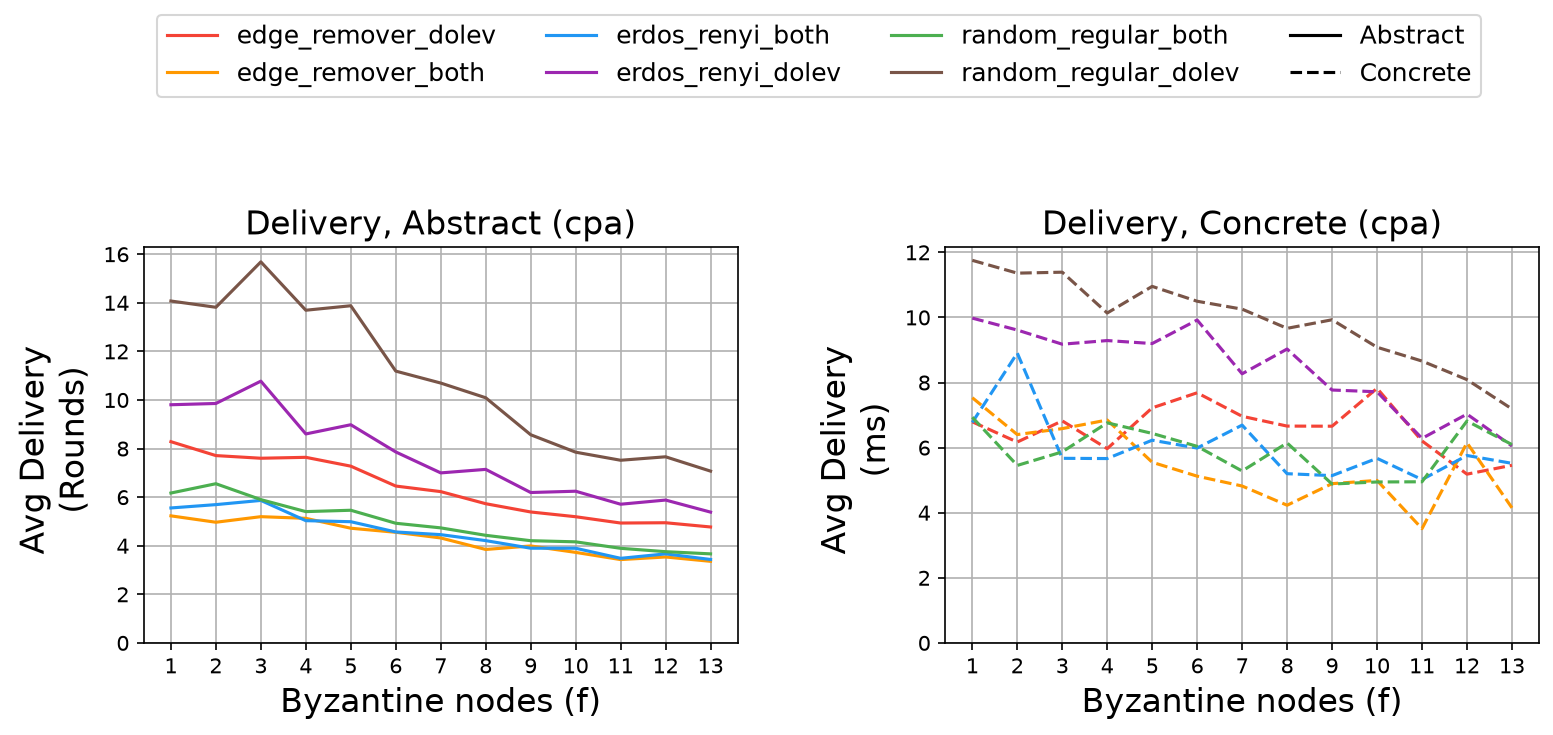 edge_remover_dolev erdos_renyi_both random_regular_both Abstract
edge_remover_both erdos_renyi_dolev random_regular_dolev Concrete
Delivery, Abstract (cpa)
Avg Delivery
(Rounds)
16
14
12
10
8
6
4
2
0
1 2 3 4 5 6 7 8 9 10 11 12 13
Byzantine nodes (f)
Delivery, Concrete (cpa)
Avg Delivery
(ms)
12
10
8
6
4
2
0
1 2 3 4 5 6 7 8 9 10 11 12 13
Byzantine nodes (f)